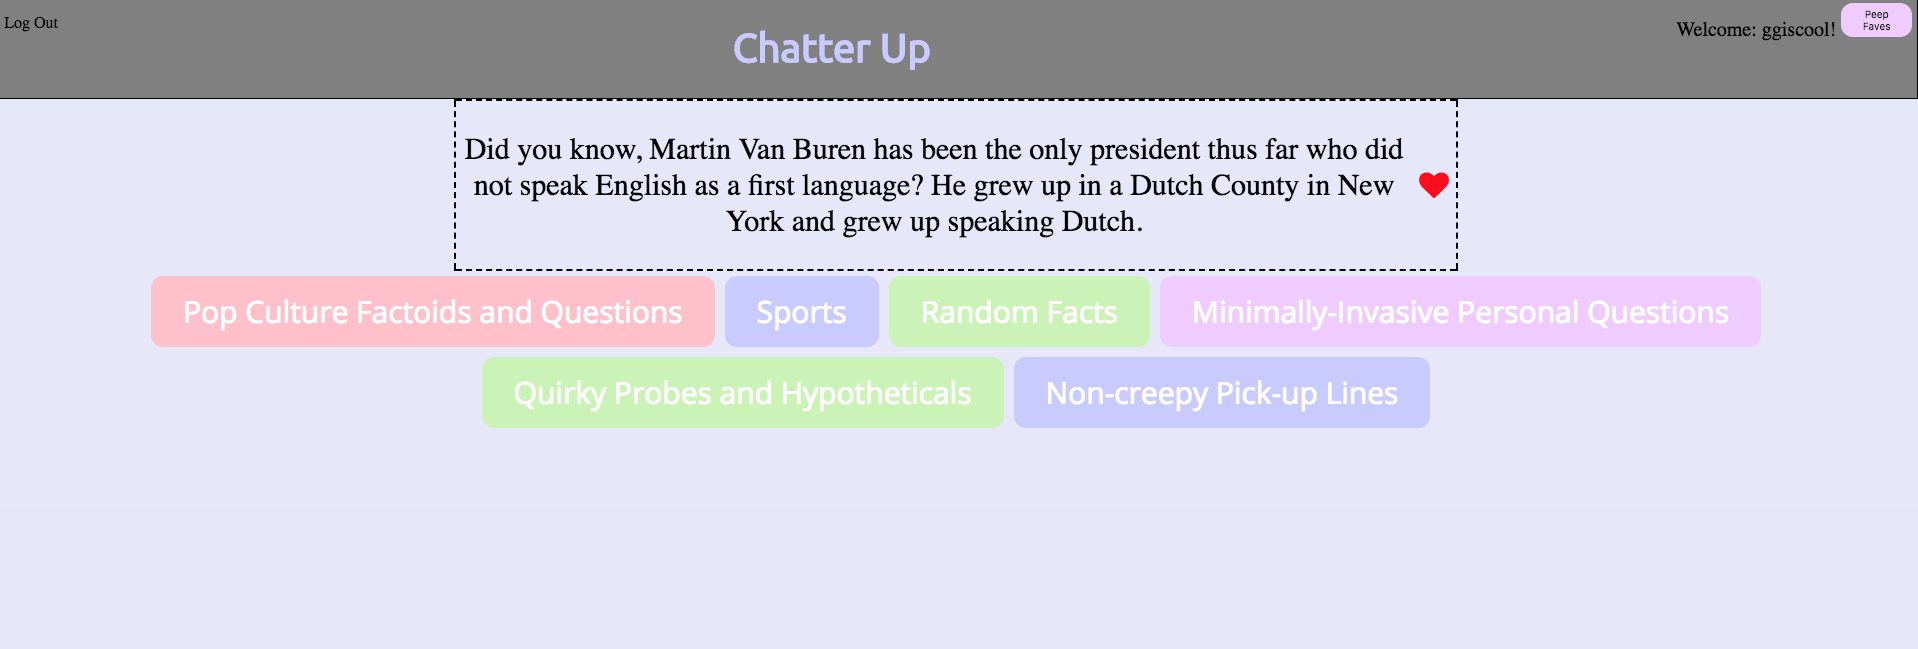 Log Out
Chatter Up
Welcome: ggiscool!
Peep
Faves
Did you know, Martin Van Buren has been the only president thus far who did
not speak English as a first language? He grew up in a Dutch County in New
York and grew up speaking Dutch.
Pop Culture Factoids and Questions
Sports
Random Facts
Minimally-Invasive Personal Questions
Quirky Probes and Hypotheticals
Non-creepy Pick-up Lines